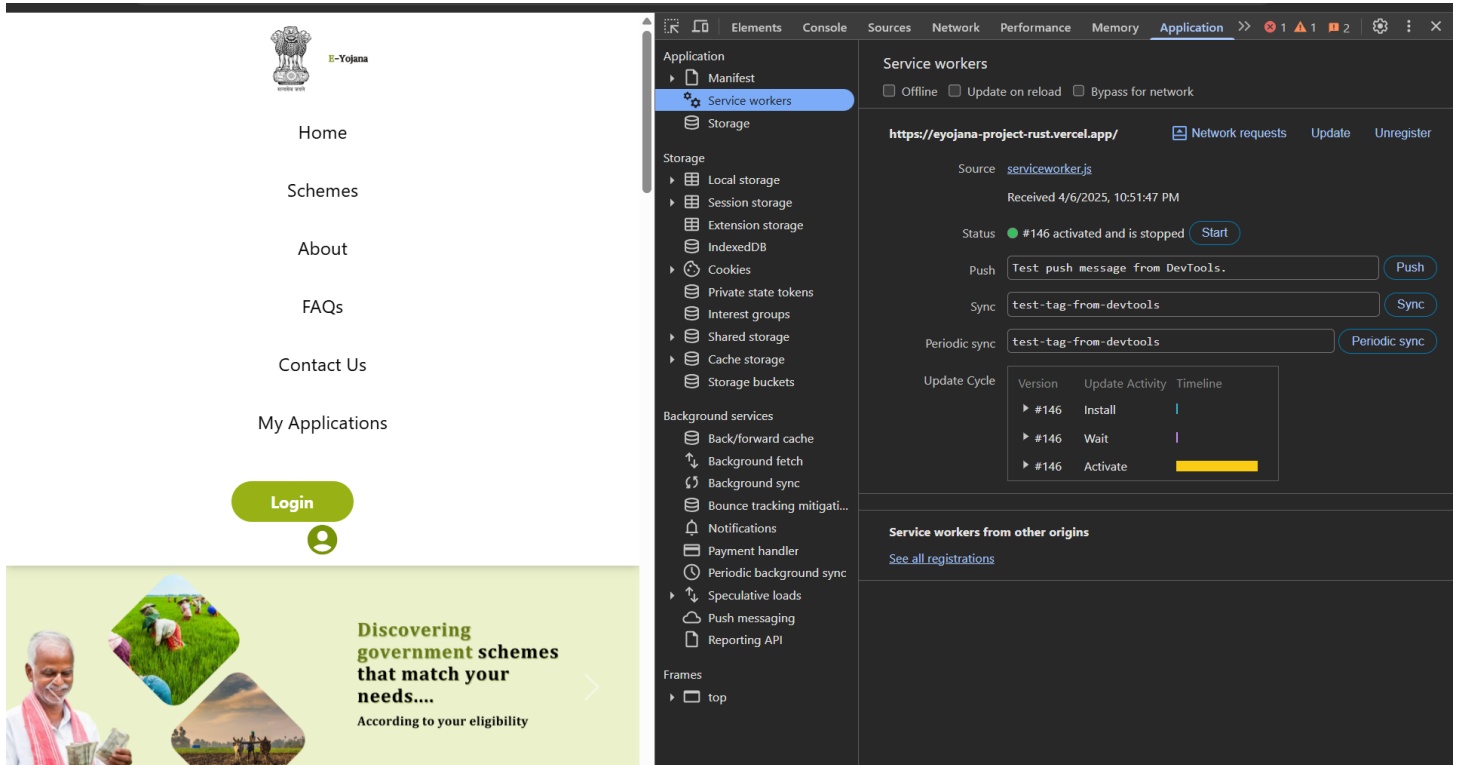 E-Yojana
सत्यमेव जयते
Home
Schemes
About
FAQs
Contact Us
My Applications
Login
Discovering
government schemes
that match your
needs....
According to your eligibility
Elements Console Sources Network Performance Memory Application 1 1 2
Application
Manifest
Service workers
Storage
Storage
Local storage
Session storage
Extension storage
IndexedDB
Cookies
Private state tokens
Interest groups
Shared storage
Cache storage
Storage buckets
Background services
Back/forward cache
Background fetch
Background sync
Bounce tracking mitigati...
Notifications
Payment handler
Periodic background sync
Speculative loads
Push messaging
Reporting API
Frames
top
Service workers
Offline Update on reload Bypass for network
https://eyojana-project-rust.vercel.app/ Network requests Update Unregister
Source serviceworker.js
Received 4/6/2025, 10:51:47 PM
Status #146 activated and is stopped Start
Push Test push message from DevTools. Push
Sync test-tag-from-devtools Sync
Periodic sync test-tag-from-devtools Periodic sync
Update Cycle Version Update Activity Timeline
#146 Install
#146 Wait
#146 Activate
Service workers from other origins
See all registrations